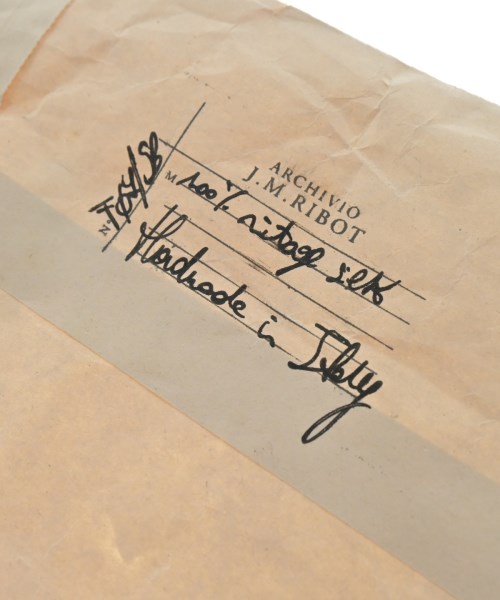 ARCHIVIO
J.M.RIBOT
M 100% vintage silk
Handmade in Italy
N.